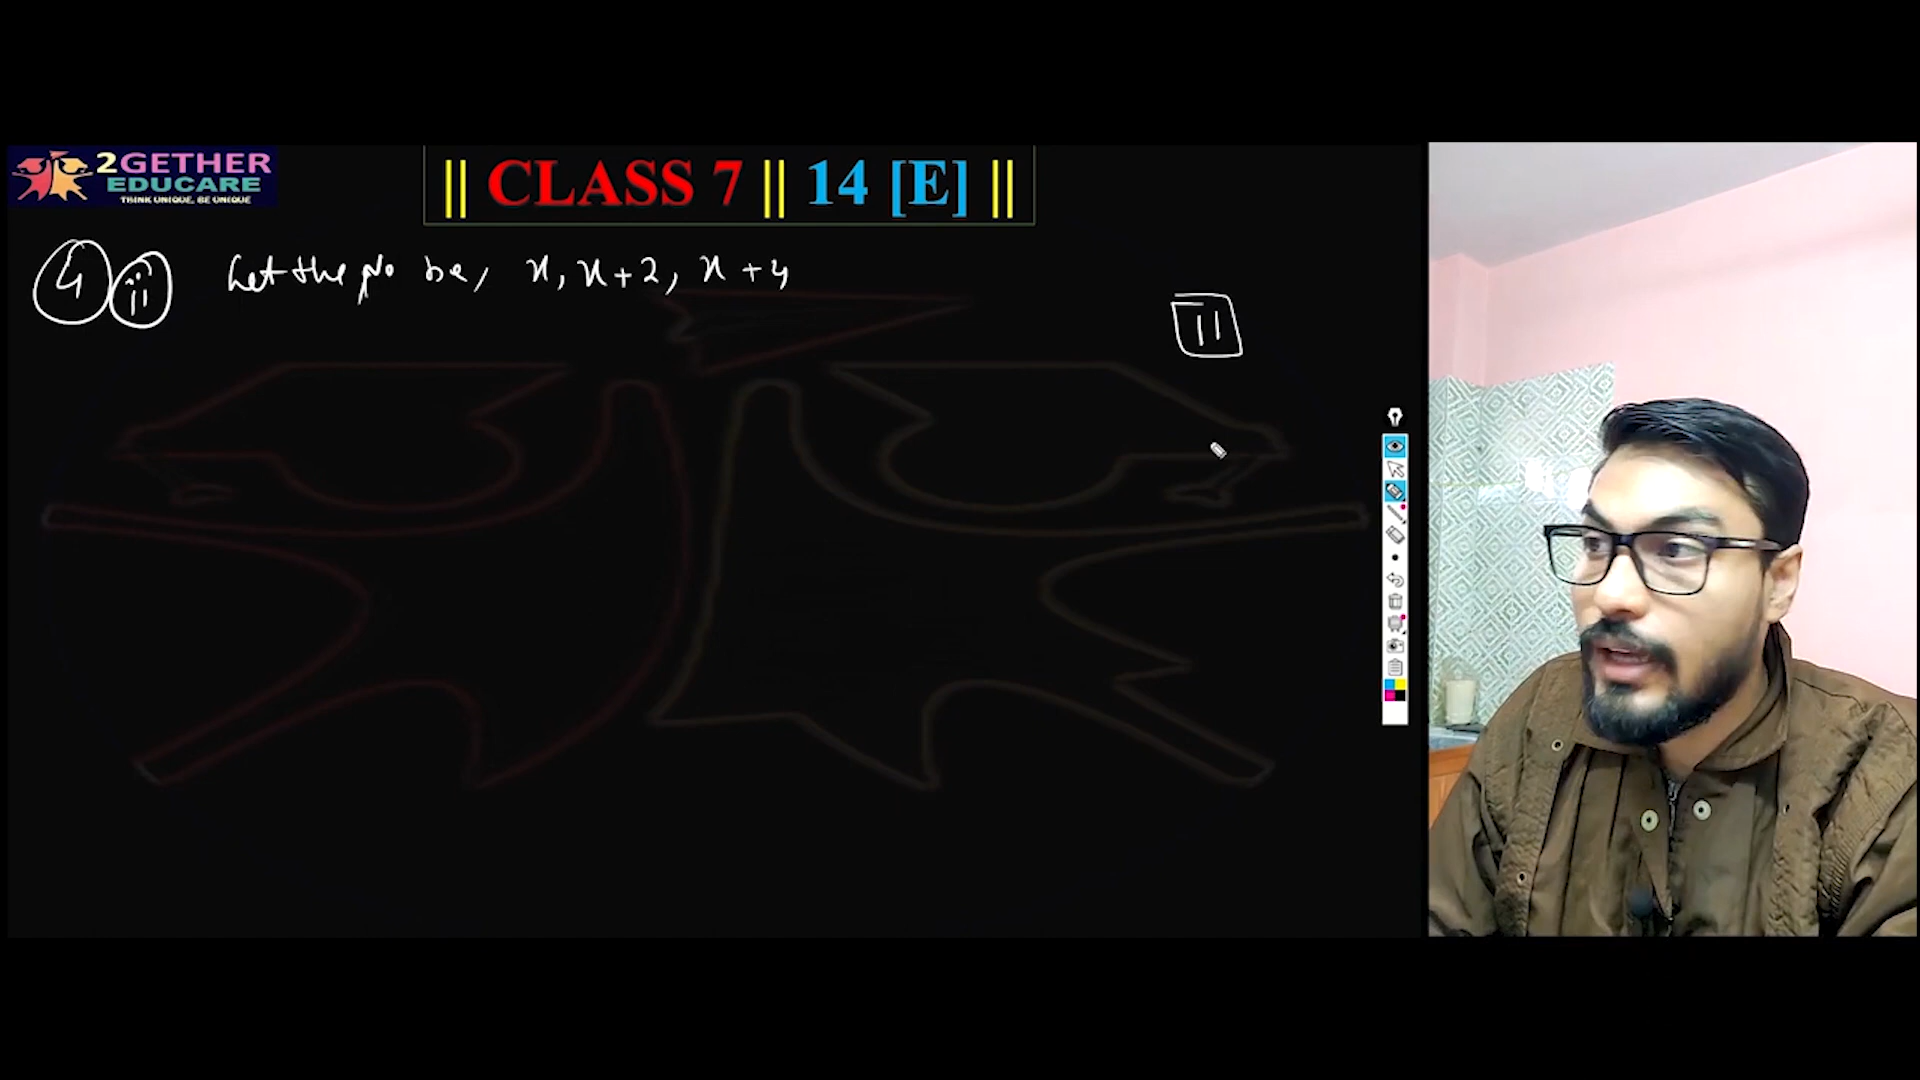 2GETHER
EDUCARE
THINK UNIQUE, BE UNIQUE
|| CLASS 7 || 14 [E] ||
4 ii Let the no be, x, x+2, x+4
11